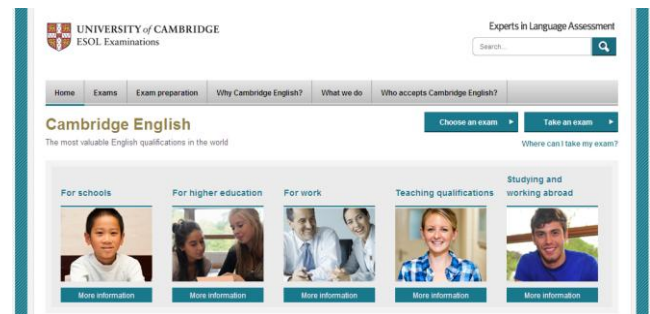 UNIVERSITY of CAMBRIDGE
ESOL Examinations
Experts in Language Assessment
Search...
Home Exams Exam preparation Why Cambridge English? What we do Who accepts Cambridge English?
Cambridge English
The most valuable English qualifications in the world
Choose an exam Take an exam
Where can I take my exam?
For schools
For higher education
For work
Teaching qualifications
Studying and
working abroad
More information More information More information More information More information